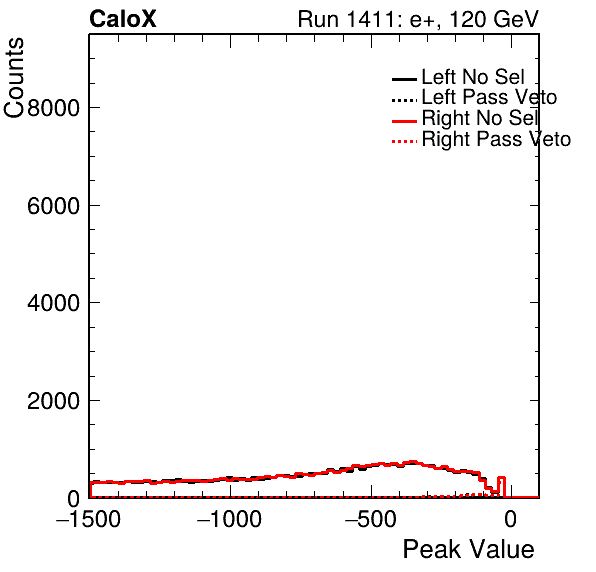 CaloX Run 1411: e+, 120 GeV
Counts
Left No Sel
Left Pass Veto
Right No Sel
Right Pass Veto
8000
6000
4000
2000
0
−1500 −1000 −500 0
Peak Value